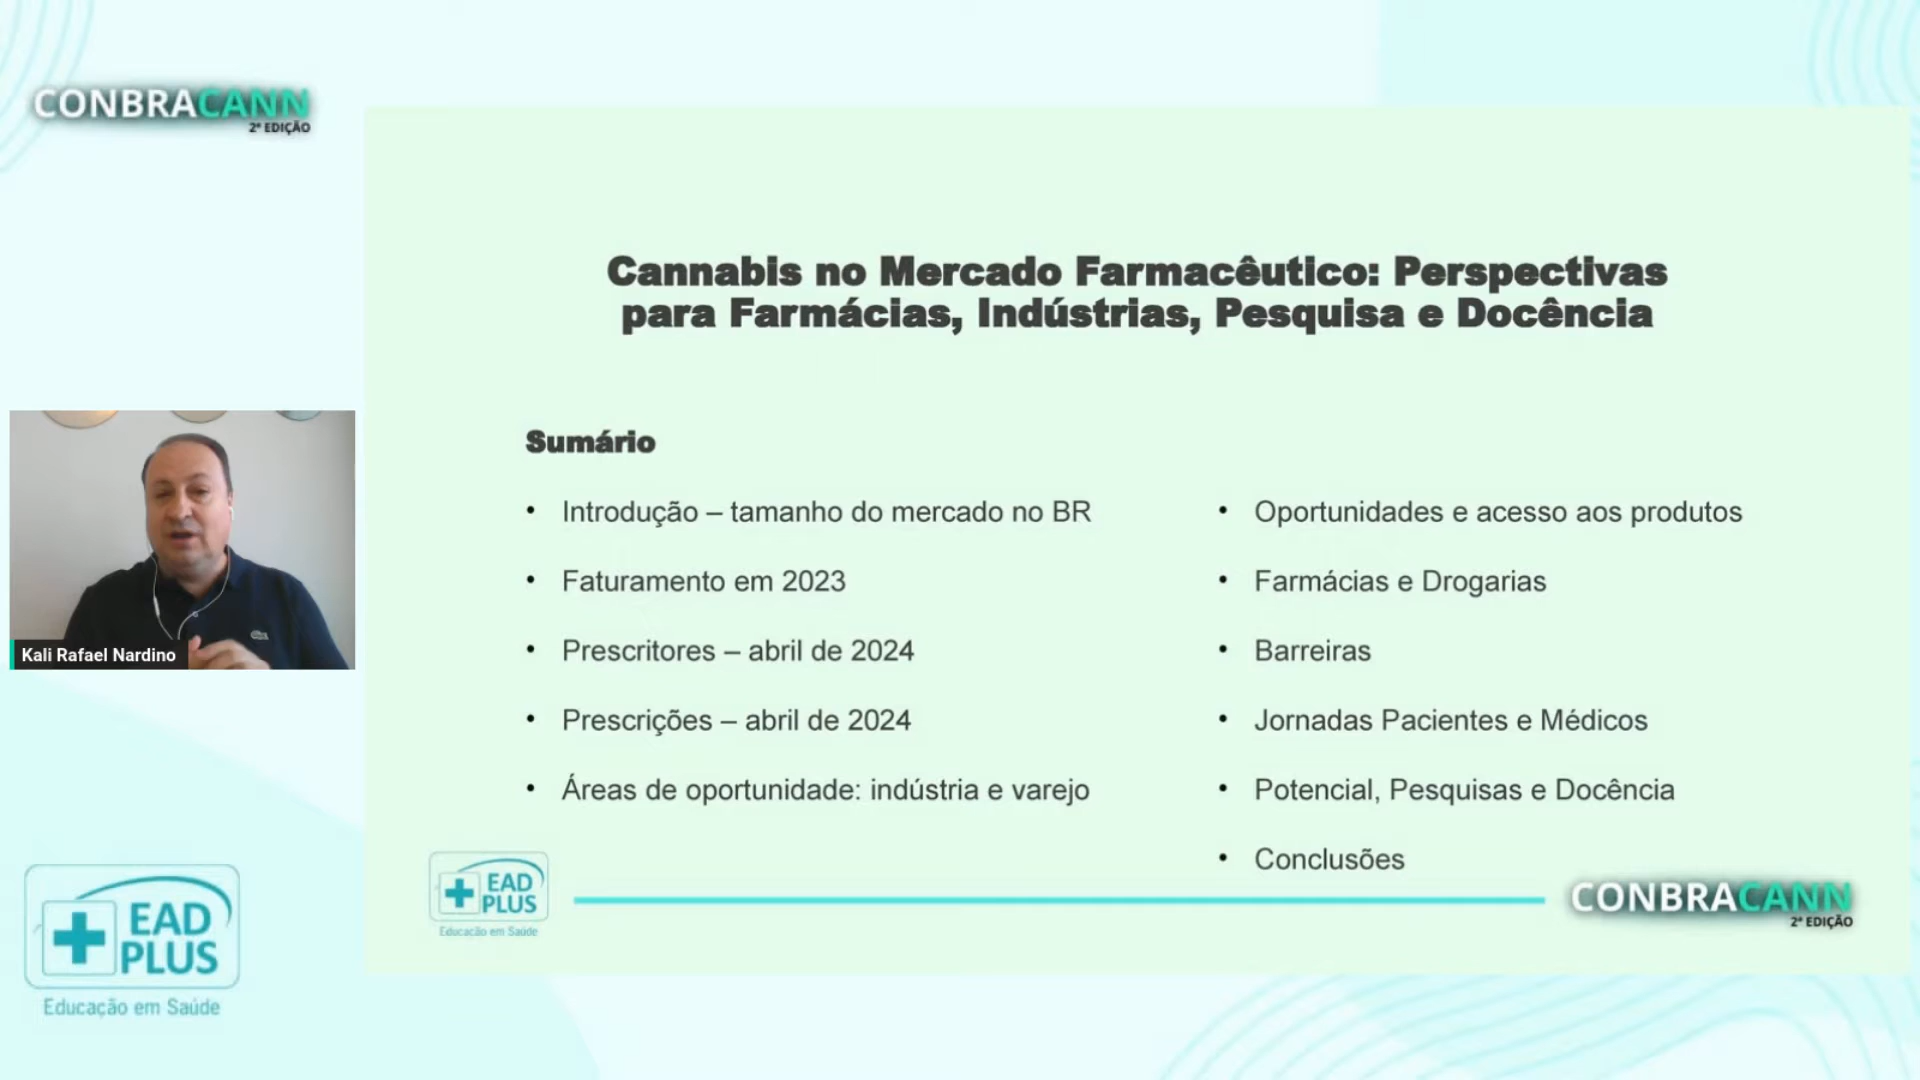 CONBRACANN
2ª EDIÇÃO
Cannabis no Mercado Farmacêutico: Perspectivas
para Farmácias, Indústrias, Pesquisa e Docência
Sumário
• Introdução – tamanho do mercado no BR
• Faturamento em 2023
• Prescritores – abril de 2024
• Prescrições – abril de 2024
• Áreas de oportunidade: indústria e varejo
• Oportunidades e acesso aos produtos
• Farmácias e Drogarias
• Barreiras
• Jornadas Pacientes e Médicos
• Potencial, Pesquisas e Docência
• Conclusões
Kali Rafael Nardino
EAD
PLUS
Educação em Saúde
CONBRACANN
2ª EDIÇÃO
EAD
PLUS
Educação em Saúde